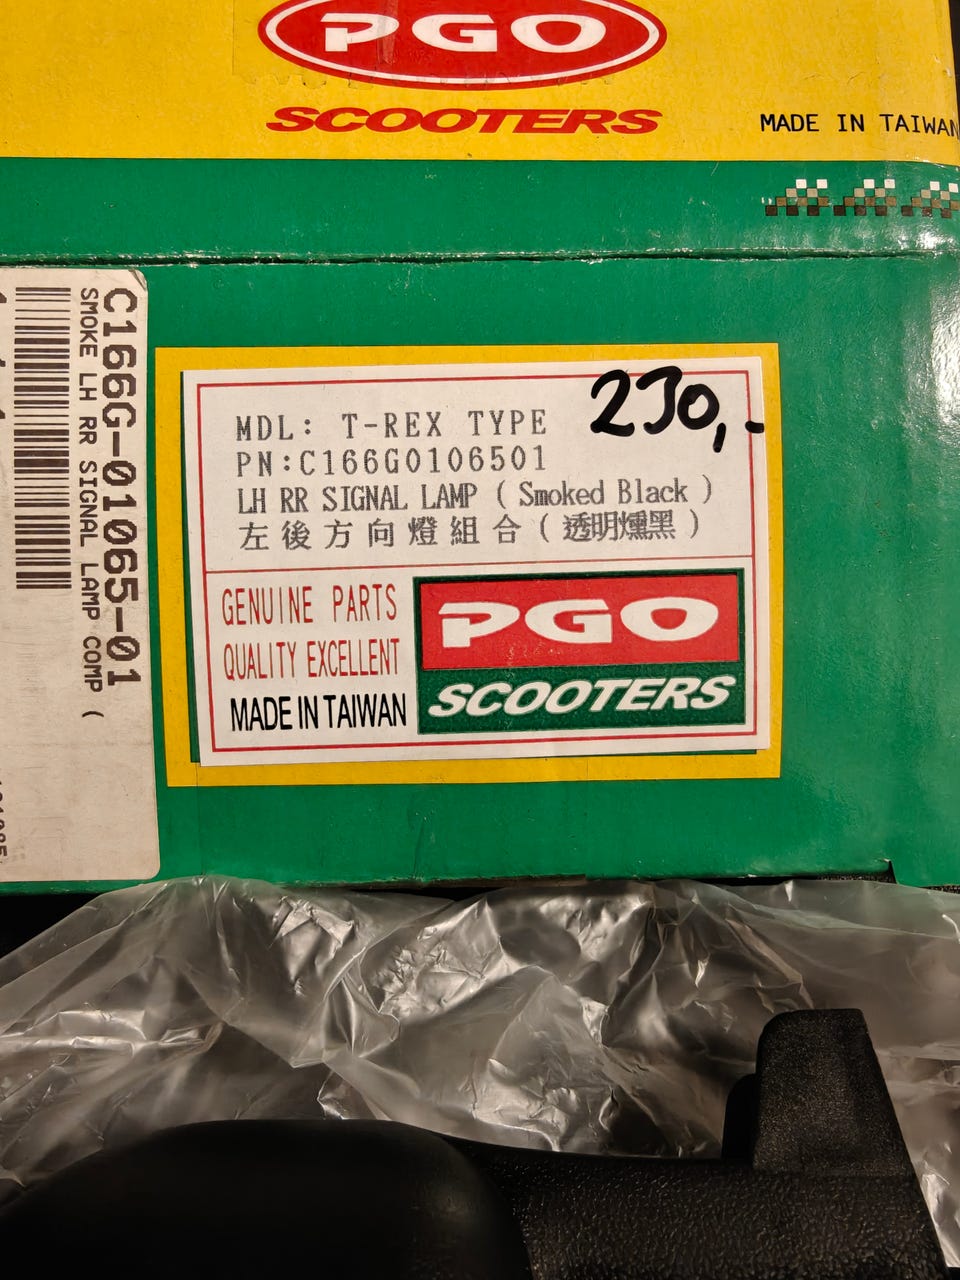 PGO
SCOOTERS
MADE IN TAIWAN
C166G-01065-01
SMOKE LH RR SIGNAL LAMP COMP (
230,-
MDL: T-REX TYPE
PN:C166G0106501
LH RR SIGNAL LAMP ( Smoked Black )
左後方向燈組合 ( 透明燻黑 )
GENUINE PARTS
QUALITY EXCELLENT
MADE IN TAIWAN
PGO
SCOOTERS